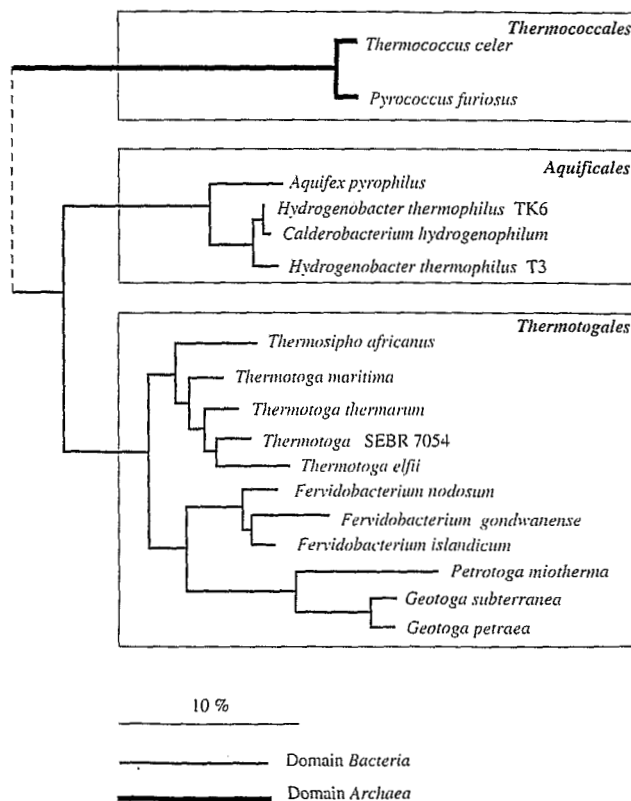 Thermococcales
Thermococcus celer
Pyrococcus furiosus
Aquificales
Aquifex pyrophilus
Hydrogenobacter thermophilus TK6
Calderobacterium hydrogenophilum
Hydrogenobacter thermophilus T3
Thermotogales
Thermosipho africanus
Thermotoga maritima
Thermotoga thermarum
Thermotoga SEBR 7054
Thermotoga elfii
Fervidobacterium nodosum
Fervidobacterium gondwanense
Fervidobacterium islandicum
Petrotoga miotherma
Geotoga subterranea
Geotoga petraea
10 %
Domain Bacteria
Domain Archaea